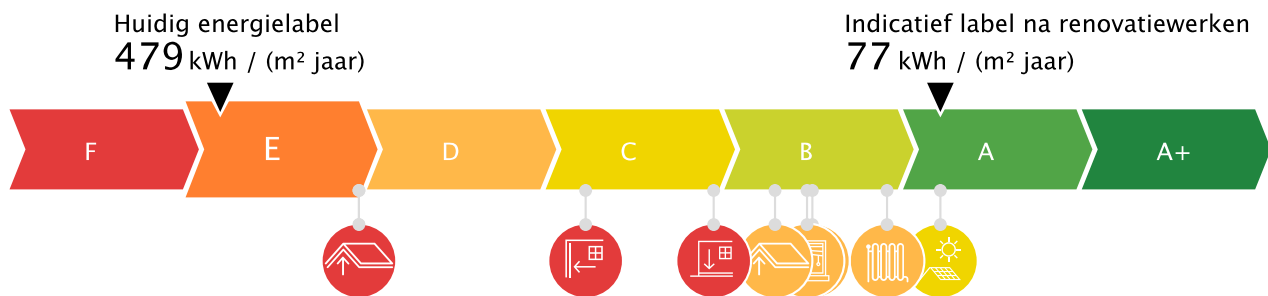 Huidig energielabel
479 kWh / (m² jaar)
Indicatief label na renovatiewerken
77 kWh / (m² jaar)
F
E
D
C
B
A
A+